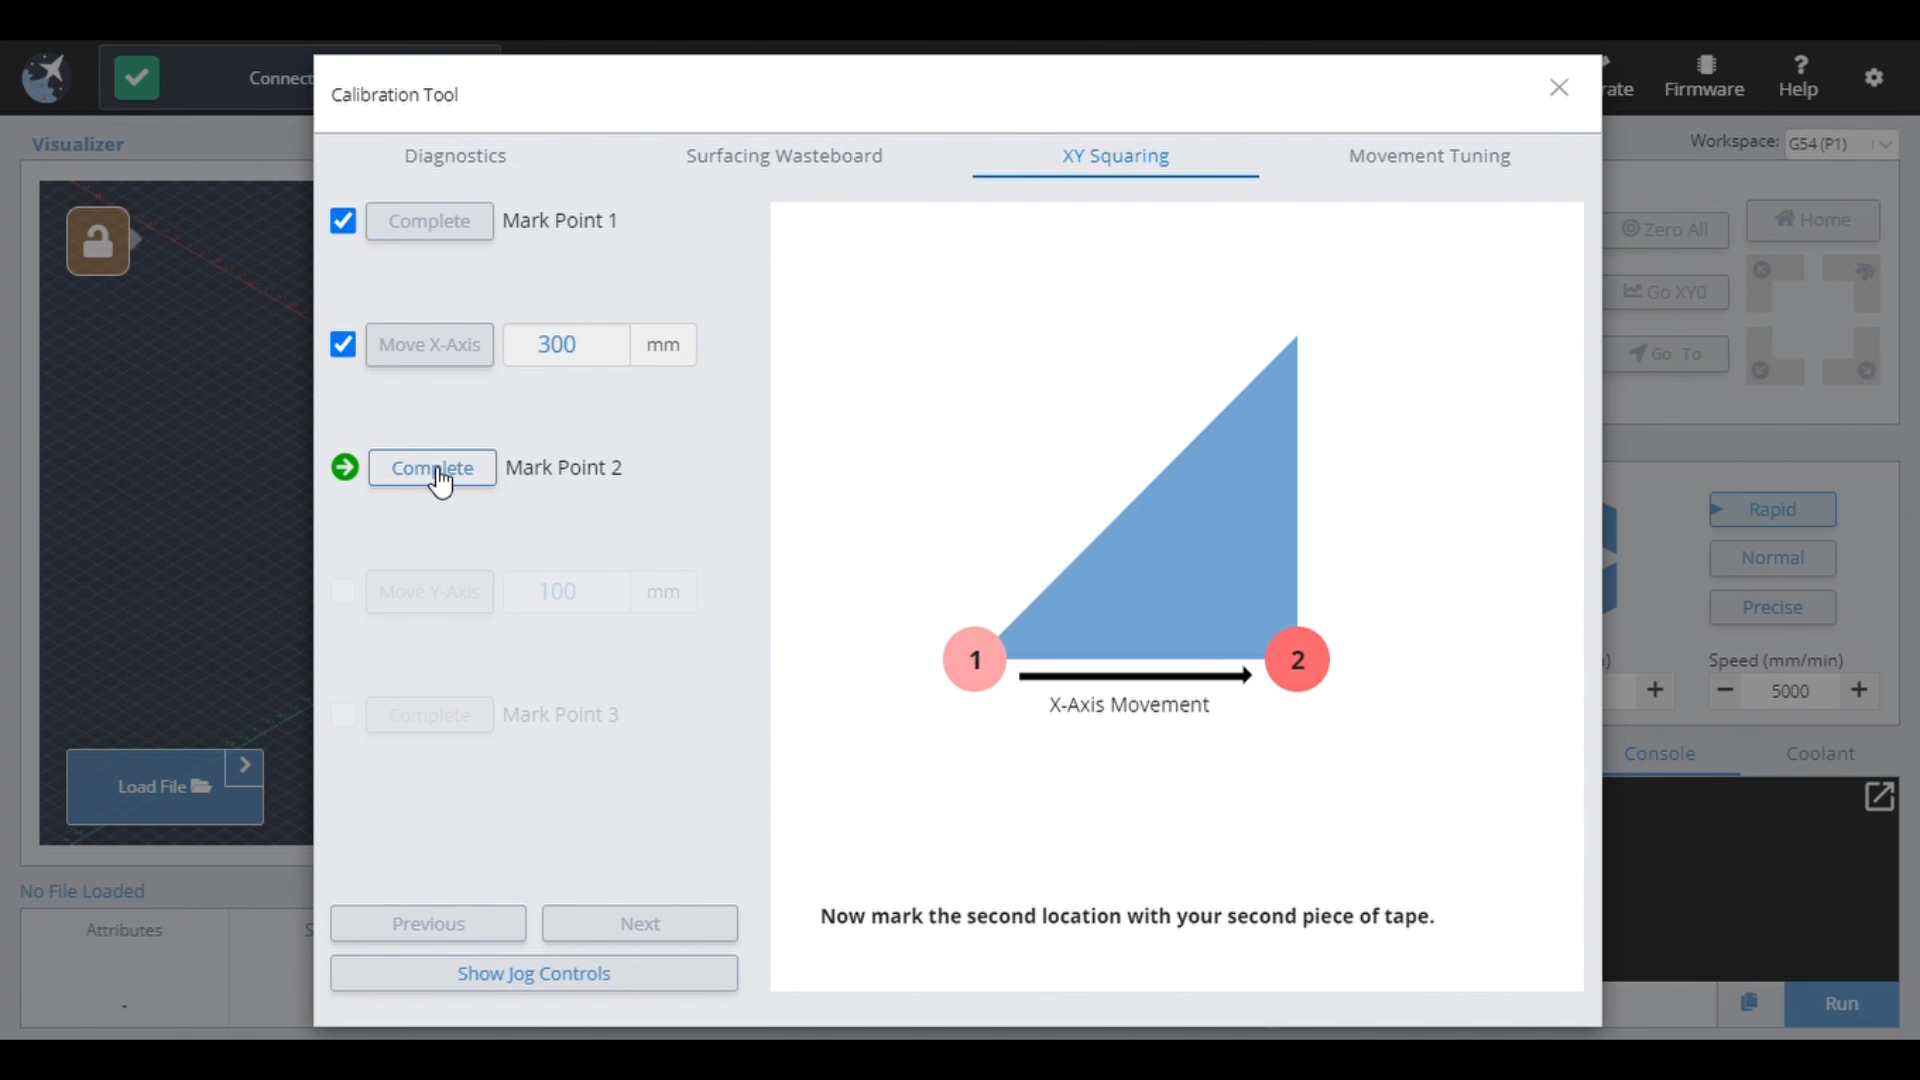 Connect
Calibration Tool
rate
Firmware
Help
Visualizer
Workspace:
G54 (P1)
Diagnostics
Surfacing Wasteboard
XY Squaring
Movement Tuning
Complete
Mark Point 1
Zero All
Home
Go XY0
Move X-Axis
300
mm
Go To
Complete
Mark Point 2
Rapid
Normal
Move Y-Axis
100
mm
Precise
1
2
Speed (mm/min)
5000
X-Axis Movement
Complete
Mark Point 3
Console
Coolant
Load File
No File Loaded
Attributes
S
-
Now mark the second location with your second piece of tape.
Previous
Next
Show Jog Controls
Run